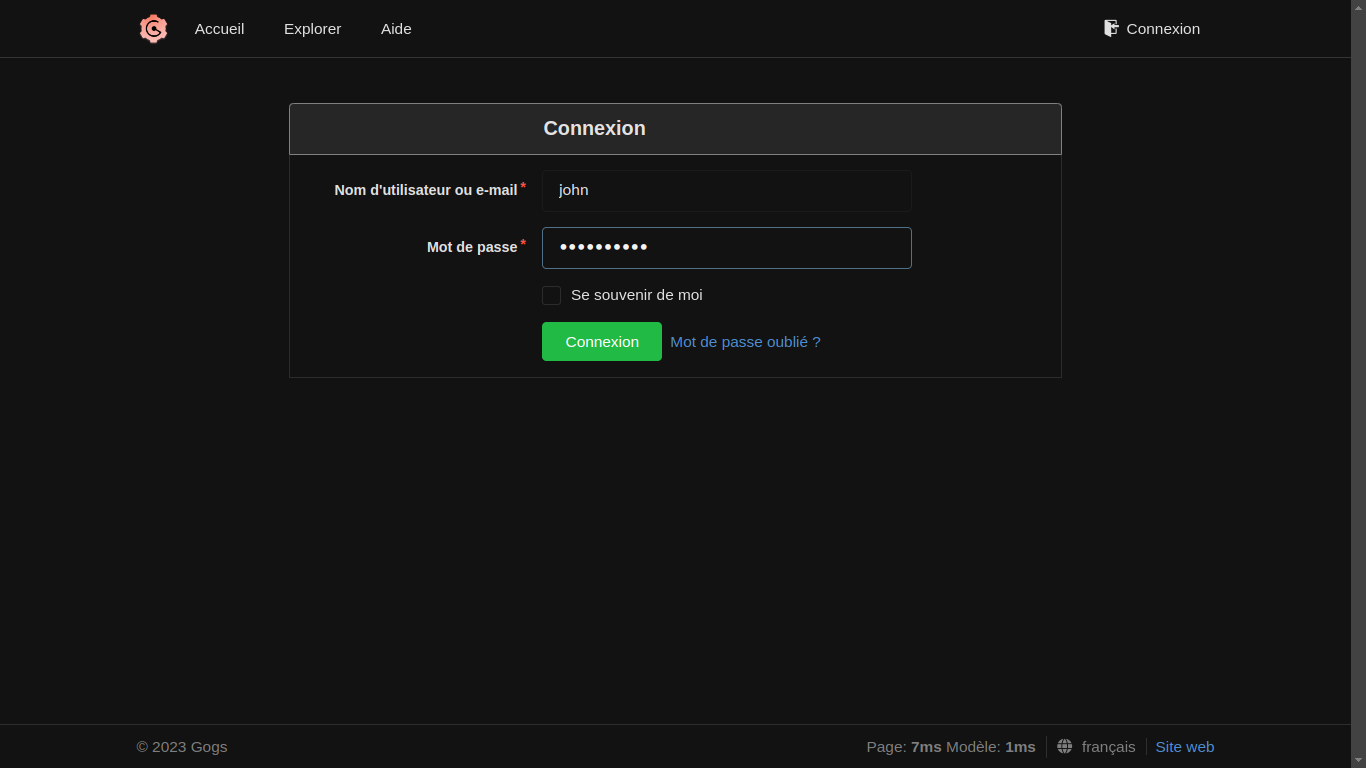 Accueil Explorer Aide Connexion
Connexion
Nom d'utilisateur ou e-mail* john
Mot de passe* ••••••••••
Se souvenir de moi
Connexion Mot de passe oublié ?
© 2023 Gogs Page: 7ms Modèle: 1ms français Site web